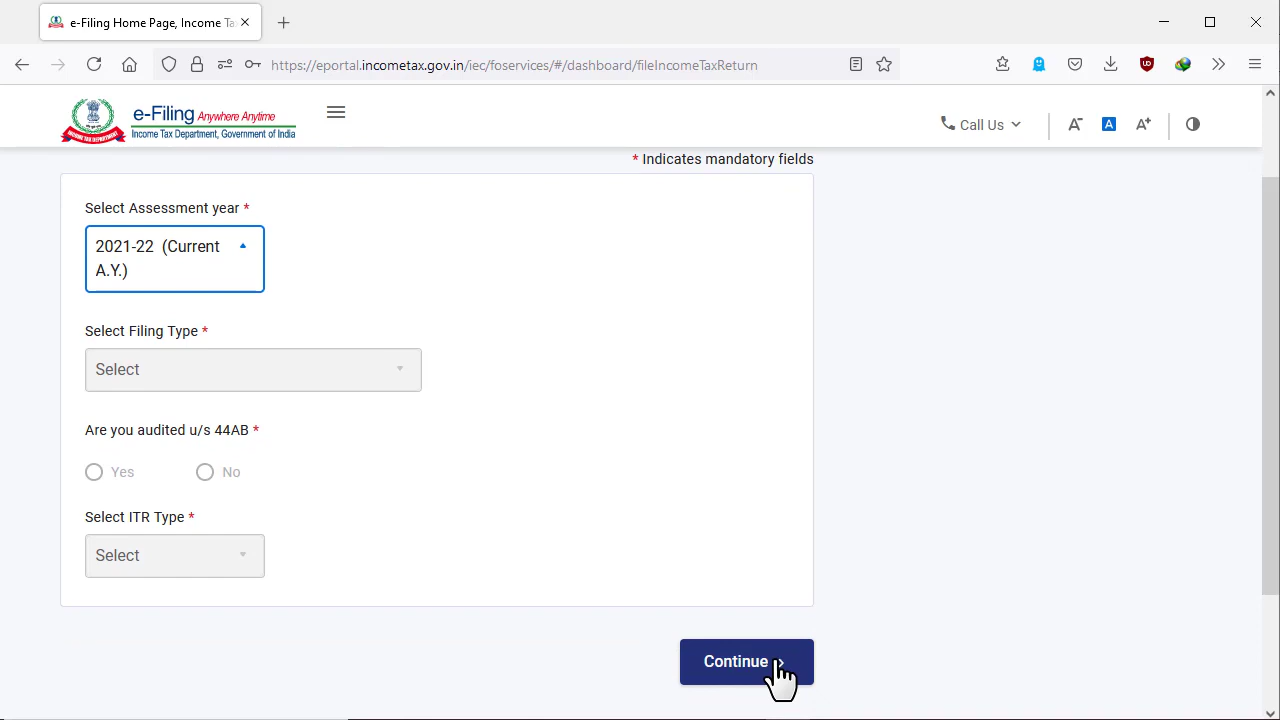 e-Filing Home Page, Income Ta
https://eportal.incometax.gov.in/iec/foservices/#/dashboard/fileIncomeTaxReturn
e-Filing Anywhere Anytime
Income Tax Department, Government of India
Call Us
A-
A
A+
* Indicates mandatory fields
Select Assessment year *
2021-22 (Current
A.Y.)
Select Filing Type *
Select
Are you audited u/s 44AB *
Yes No
Select ITR Type *
Select
Continue